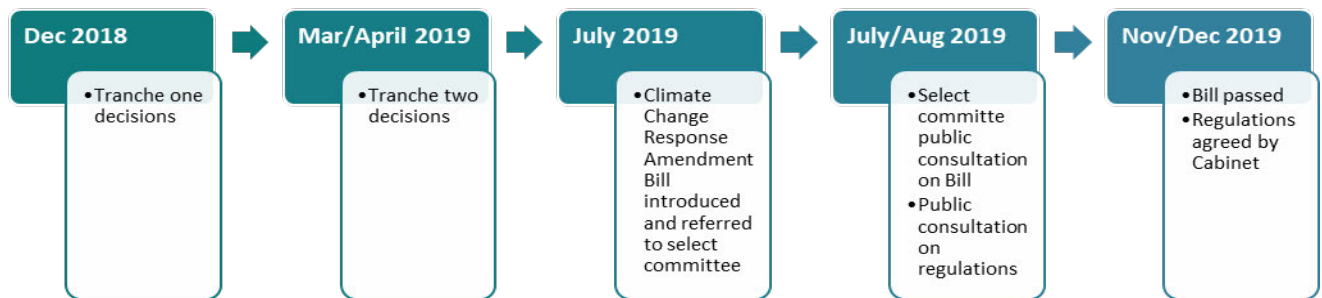 Dec 2018
•Tranche one
decisions
Mar/April 2019
•Tranche two
decisions
July 2019
•Climate
Change
Response
Amendment
Bill
introduced
and referred
to select
committee
July/Aug 2019
•Select
committe
public
consultation
on Bill
•Public
consultation
on
regulations
Nov/Dec 2019
•Bill passed
•Regulations
agreed by
Cabinet